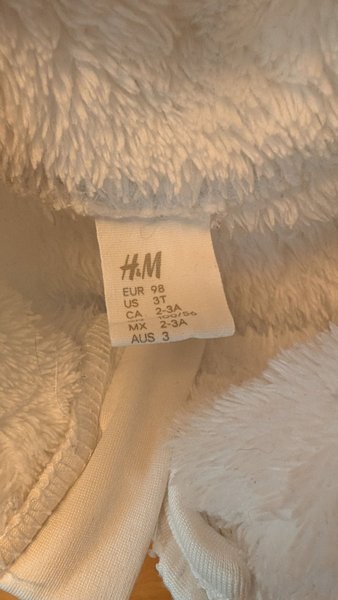 H&M
EUR 98
US 3T
CA 2-3A
MX 2-3A
AUS 3